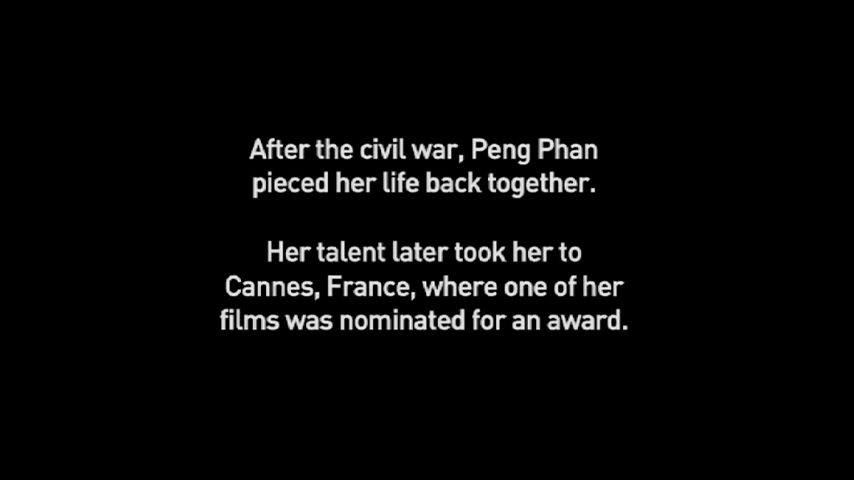 After the civil war, Peng Phan
pieced her life back together.
Her talent later took her to
Cannes, France, where one of her
films was nominated for an award.